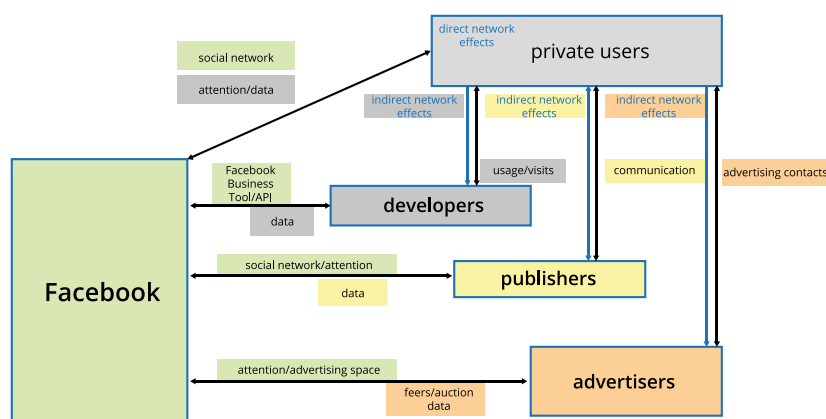 direct network
effects
private users
social network
attention/data
indirect network
effects
indirect network
effects
indirect network
effects
Facebook
Business
Tool/API
usage/visits
communication
advertising contacts
developers
data
social network/attention
publishers
data
Facebook
attention/advertising space
advertisers
feers/auction
data